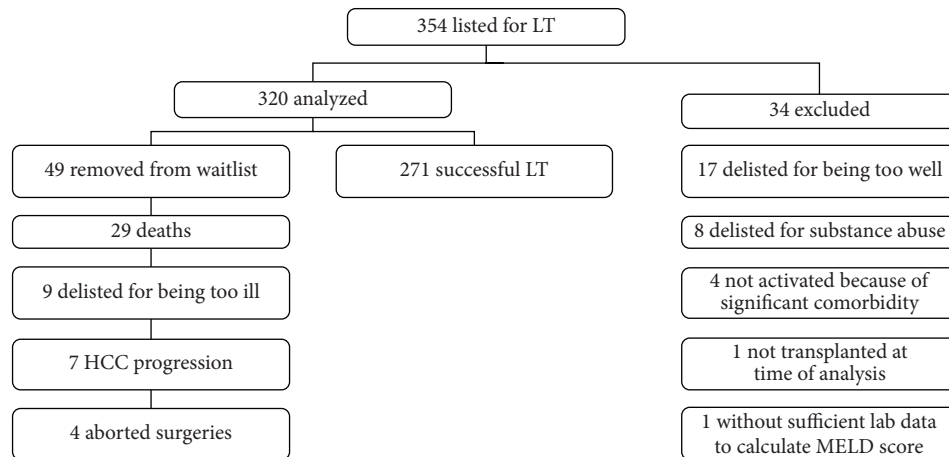 354 listed for LT
320 analyzed
34 excluded
49 removed from waitlist
271 successful LT
17 delisted for being too well
29 deaths
8 delisted for substance abuse
9 delisted for being too ill
4 not activated because of
significant comorbidity
7 HCC progression
1 not transplanted at
time of analysis
4 aborted surgeries
1 without sufficient lab data
to calculate MELD score